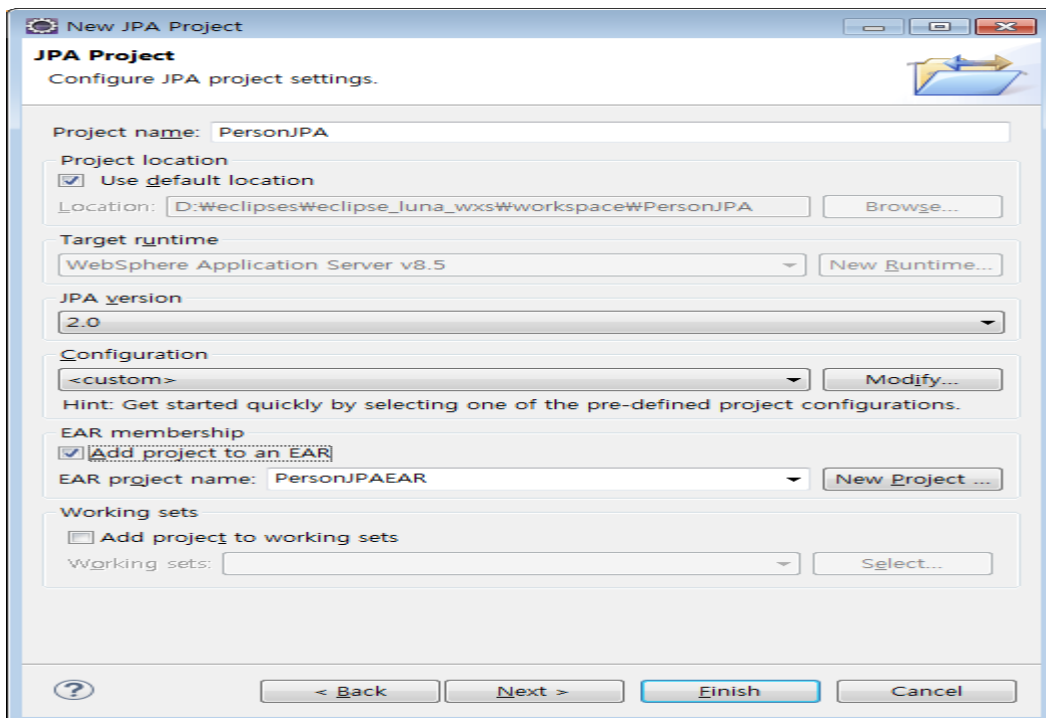 New JPA Project
JPA Project
Configure JPA project settings.
Project name: PersonJPA
Project location
Use default location
Location: D:₩eclipses₩eclipse_luna_wxs₩workspace₩PersonJPA Browse...
Target runtime
WebSphere Application Server v8.5 New Runtime...
JPA version
2.0
Configuration
<custom> Modify...
Hint: Get started quickly by selecting one of the pre-defined project configurations.
EAR membership
Add project to an EAR
EAR project name: PersonJPAEAR New Project ...
Working sets
Add project to working sets
Working sets: Select...
? < Back Next > Finish Cancel